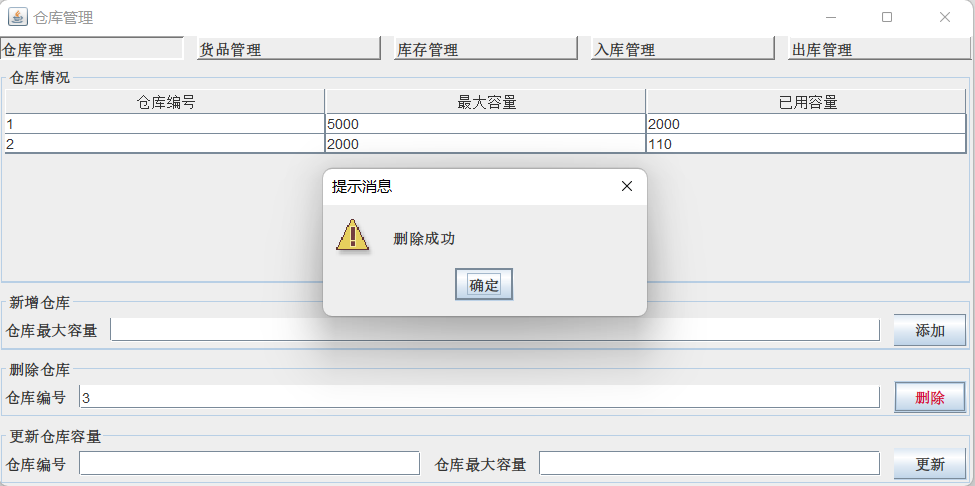 仓库管理
仓库管理 货品管理 库存管理 入库管理 出库管理
仓库情况
仓库编号 最大容量 已用容量
1 5000 2000
2 2000 110
提示消息
删除成功
确定
新增仓库
仓库最大容量 添加
删除仓库
仓库编号 3 删除
更新仓库容量
仓库编号 仓库最大容量 更新